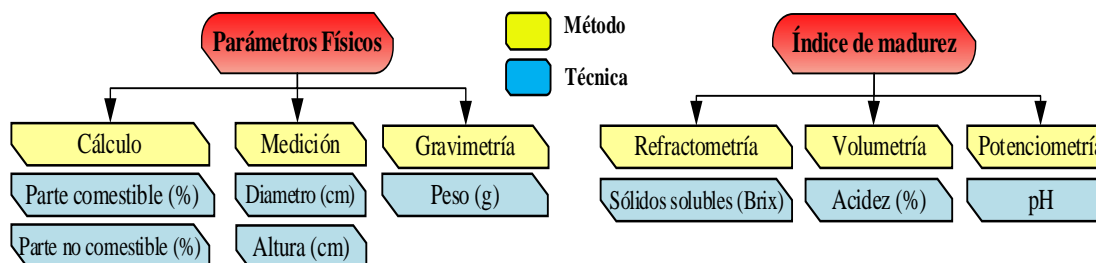 Parámetros Físicos
Método
Técnica
Índice de madurez
Cálculo
Medición
Gravimetría
Refractometría
Volumetría
Potenciometría
Parte comestible (%)
Diametro (cm)
Peso (g)
Sólidos solubles (Brix)
Acidez (%)
pH
Parte no comestible (%)
Altura (cm)